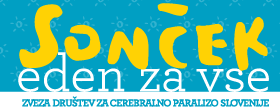 SONČEK
eden za vse
ZVEZA DRUŠTEV ZA CEREBRALNO PARALIZO SLOVENIJE